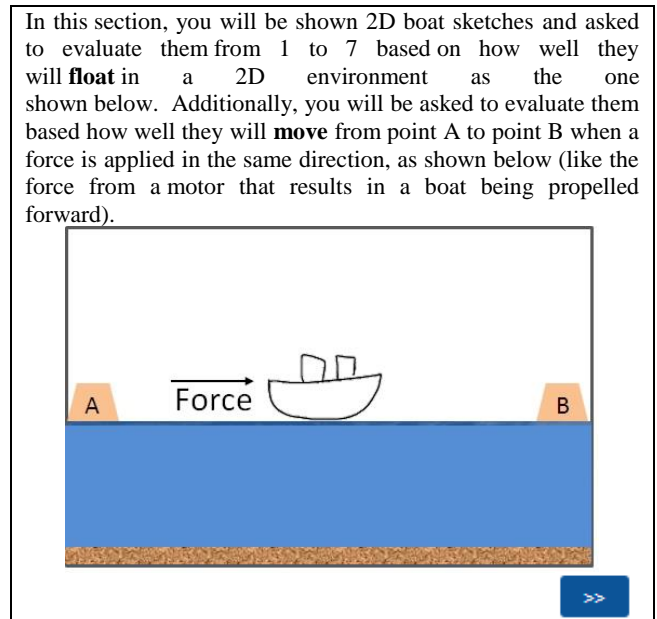 In this section, you will be shown 2D boat sketches and asked
to evaluate them from 1 to 7 based on how well they
will float in a 2D environment as the one
shown below. Additionally, you will be asked to evaluate them
based how well they will move from point A to point B when a
force is applied in the same direction, as shown below (like the
force from a motor that results in a boat being propelled
forward).
A
Force
B
>>